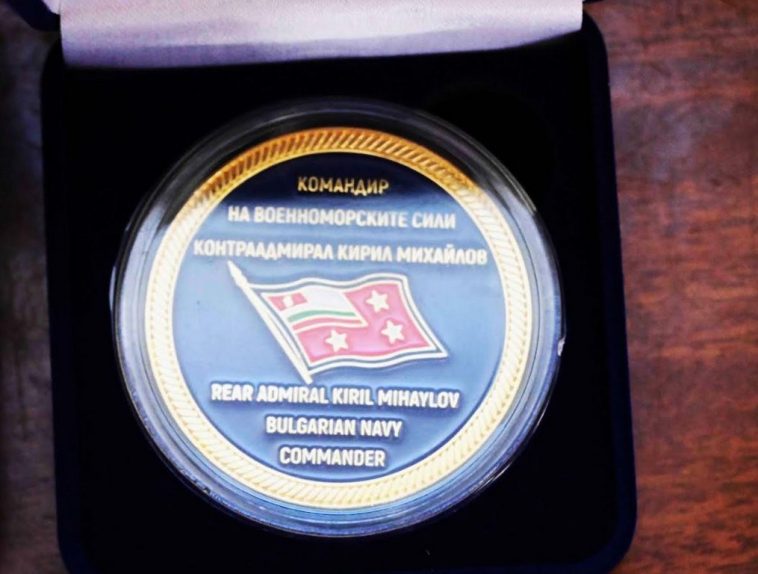 КОМАНДИР
НА ВОЕННОМОРСКИТЕ СИЛИ
КОНТРААДМИРАЛ КИРИЛ МИХАЙЛОВ
REAR ADMIRAL KIRIL MIHAYLOV
BULGARIAN NAVY
COMMANDER